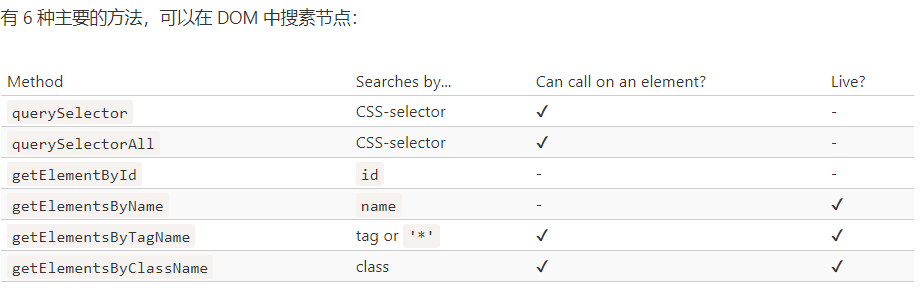 有 6 种主要的方法，可以在 DOM 中搜素节点：
Method Searches by... Can call on an element? Live?
querySelector CSS-selector ✔ -
querySelectorAll CSS-selector ✔ -
getElementById id - -
getElementsByName name - ✔
getElementsByTagName tag or '*' ✔ ✔
getElementsByClassName class ✔ ✔